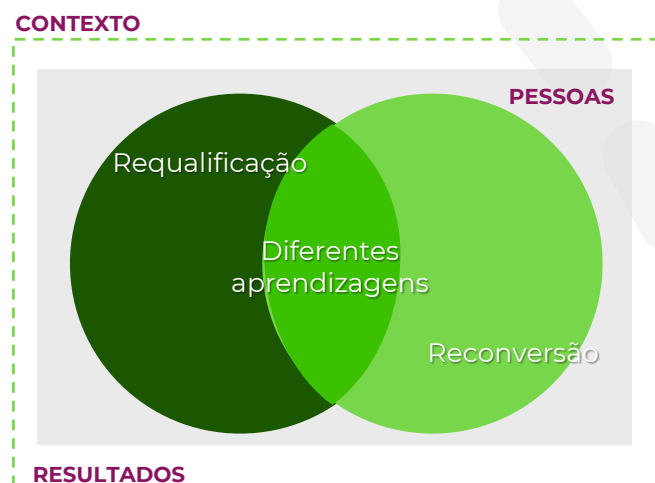 CONTEXTO
PESSOAS
Requalificação
Diferentes
aprendizagens
Reconversão
RESULTADOS